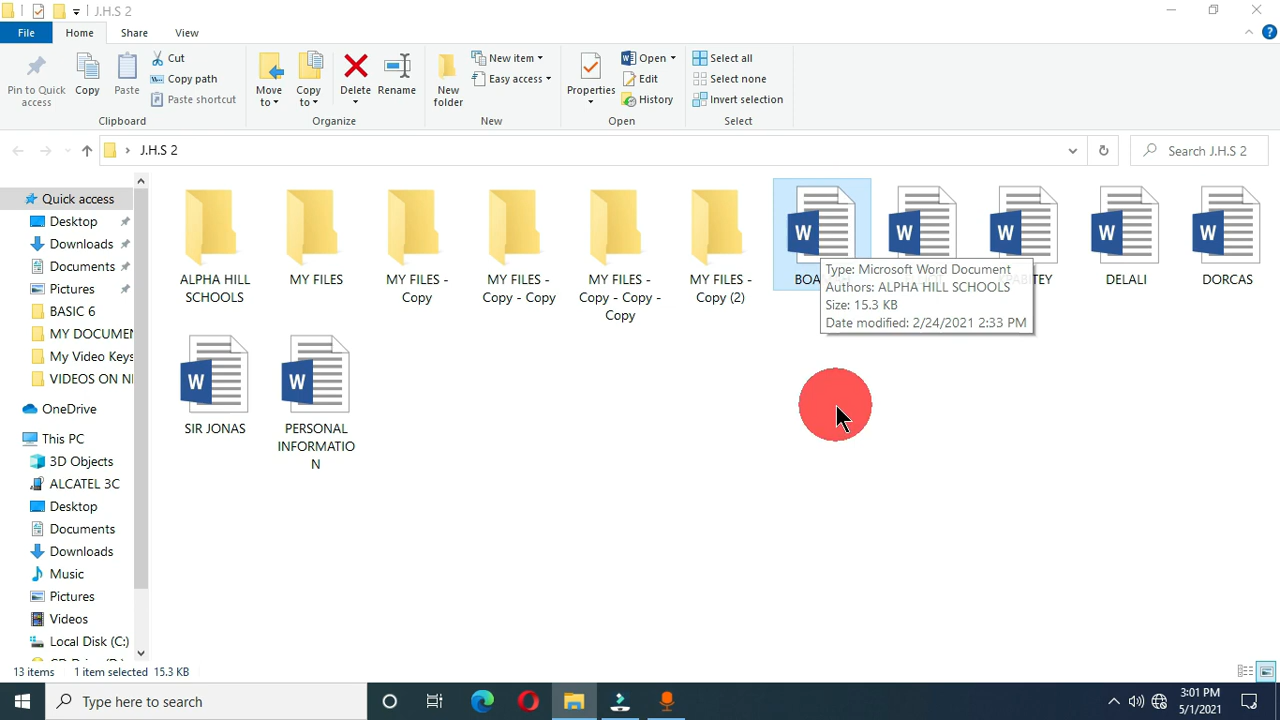 J.H.S 2
File
Home
Share
View
Pin to Quick access
Copy
Paste
Cut
Copy path
Paste shortcut
Clipboard
Move to
Copy to
Delete
Rename
Organize
New folder
New item
Easy access
New
Properties
Open
Edit
History
Open
Select all
Select none
Invert selection
Select
J.H.S 2
Search J.H.S 2
Quick access
Desktop
Downloads
Documents
Pictures
BASIC 6
MY DOCUMEN
My Video Keys
VIDEOS ON NI
OneDrive
This PC
3D Objects
ALCATEL 3C
Desktop
Documents
Downloads
Music
Pictures
Videos
Local Disk (C:)
ALPHA HILL
SCHOOLS
MY FILES
MY FILES -
Copy
MY FILES -
Copy - Copy
MY FILES -
Copy - Copy -
Copy
MY FILES -
Copy (2)
DELALI
DORCAS
Type: Microsoft Word Document
Authors: ALPHA HILL SCHOOLS
Size: 15.3 KB
Date modified: 2/24/2021 2:33 PM
SIR JONAS
PERSONAL
INFORMATIO
N
13 items
1 item selected 15.3 KB
Type here to search
3:01 PM
5/1/2021